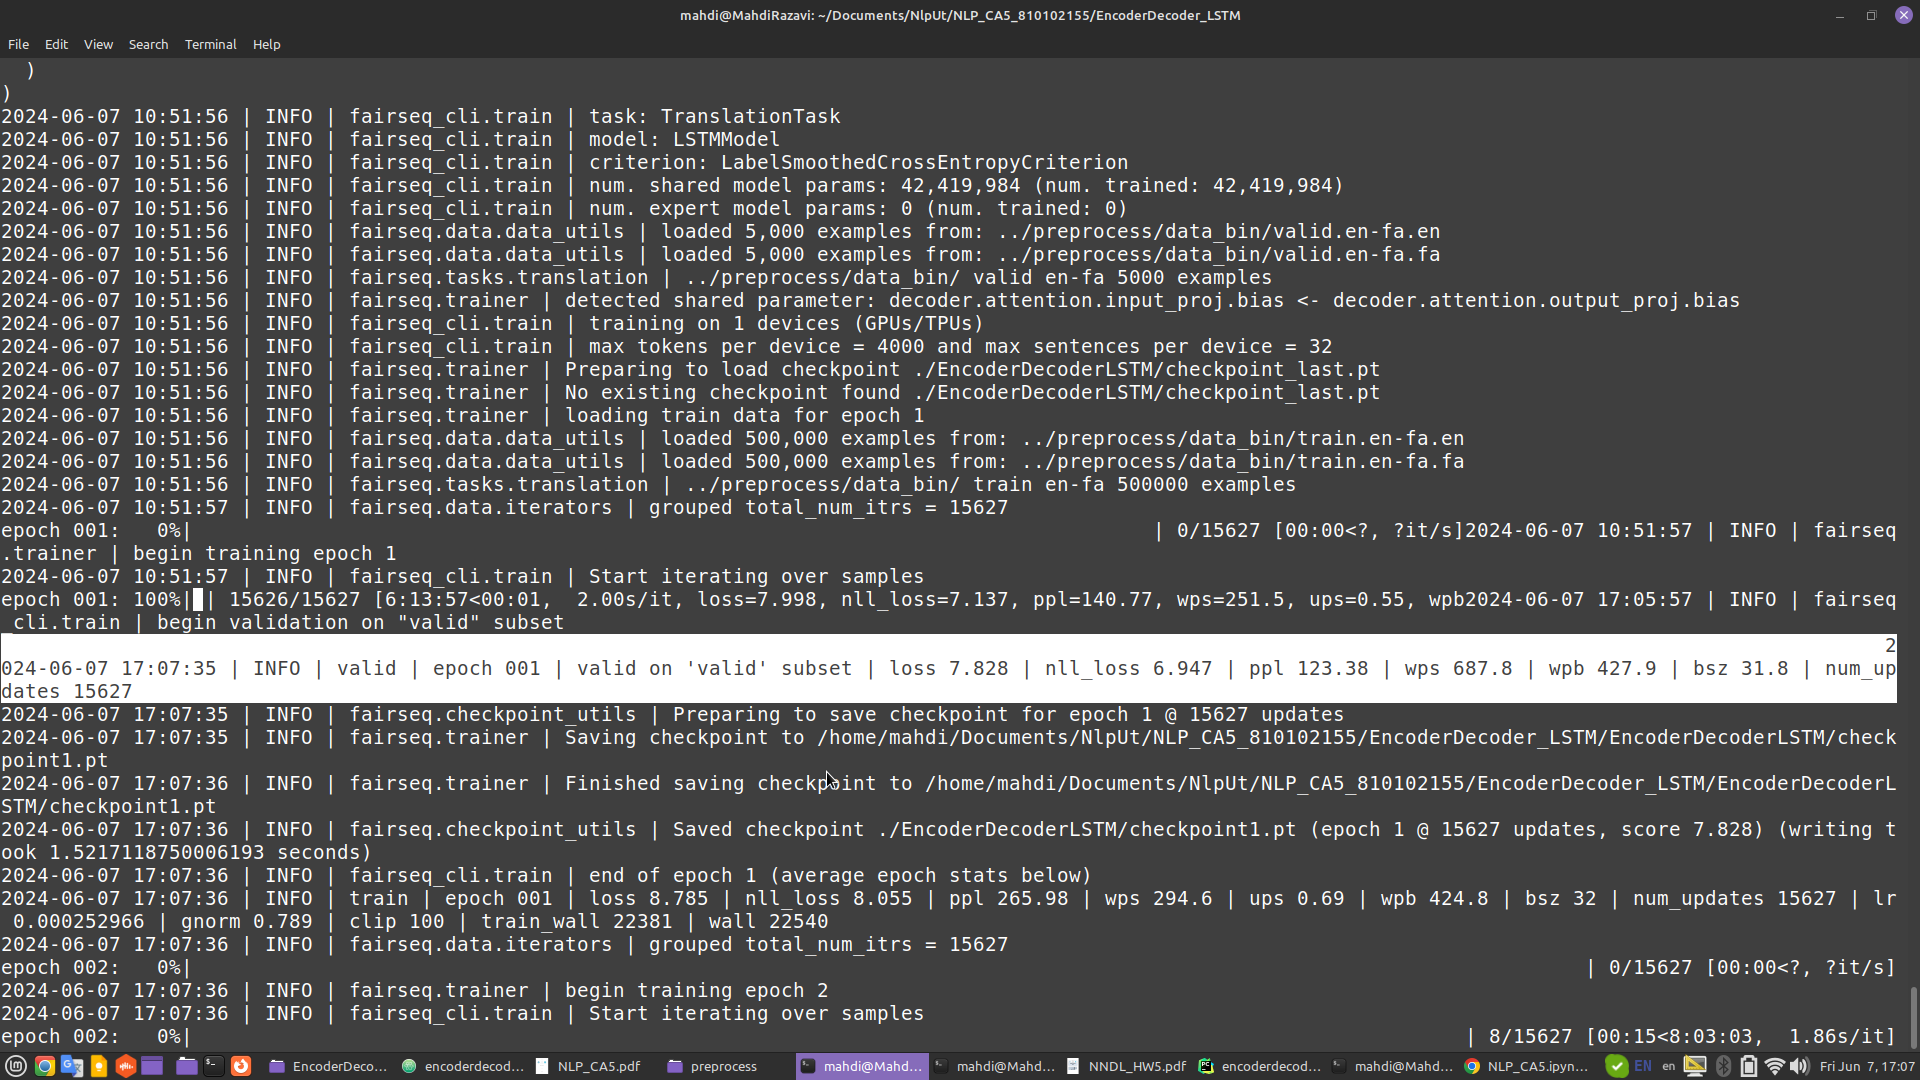 mahdi@MahdiRazavi: ~/Documents/NlpUt/NLP_CA5_810102155/EncoderDecoder_LSTM
File Edit View Search Terminal Help
)
)
2024-06-07 10:51:56 | INFO | fairseq_cli.train | task: TranslationTask
2024-06-07 10:51:56 | INFO | fairseq_cli.train | model: LSTMModel
2024-06-07 10:51:56 | INFO | fairseq_cli.train | criterion: LabelSmoothedCrossEntropyCriterion
2024-06-07 10:51:56 | INFO | fairseq_cli.train | num. shared model params: 42,419,984 (num. trained: 42,419,984)
2024-06-07 10:51:56 | INFO | fairseq_cli.train | num. expert model params: 0 (num. trained: 0)
2024-06-07 10:51:56 | INFO | fairseq.data.data_utils | loaded 5,000 examples from: ../preprocess/data_bin/valid.en-fa.en
2024-06-07 10:51:56 | INFO | fairseq.data.data_utils | loaded 5,000 examples from: ../preprocess/data_bin/valid.en-fa.fa
2024-06-07 10:51:56 | INFO | fairseq.tasks.translation | ../preprocess/data_bin/ valid en-fa 5000 examples
2024-06-07 10:51:56 | INFO | fairseq.trainer | detected shared parameter: decoder.attention.input_proj.bias <- decoder.attention.output_proj.bias
2024-06-07 10:51:56 | INFO | fairseq_cli.train | training on 1 devices (GPUs/TPUs)
2024-06-07 10:51:56 | INFO | fairseq_cli.train | max tokens per device = 4000 and max sentences per device = 32
2024-06-07 10:51:56 | INFO | fairseq.trainer | Preparing to load checkpoint ./EncoderDecoderLSTM/checkpoint_last.pt
2024-06-07 10:51:56 | INFO | fairseq.trainer | No existing checkpoint found ./EncoderDecoderLSTM/checkpoint_last.pt
2024-06-07 10:51:56 | INFO | fairseq.trainer | loading train data for epoch 1
2024-06-07 10:51:56 | INFO | fairseq.data.data_utils | loaded 500,000 examples from: ../preprocess/data_bin/train.en-fa.en
2024-06-07 10:51:56 | INFO | fairseq.data.data_utils | loaded 500,000 examples from: ../preprocess/data_bin/train.en-fa.fa
2024-06-07 10:51:56 | INFO | fairseq.tasks.translation | ../preprocess/data_bin/ train en-fa 500000 examples
2024-06-07 10:51:57 | INFO | fairseq.data.iterators | grouped total_num_itrs = 15627
epoch 001:   0%| | 0/15627 [00:00<?, ?it/s]2024-06-07 10:51:57 | INFO | fairseq
.trainer | begin training epoch 1
2024-06-07 10:51:57 | INFO | fairseq_cli.train | Start iterating over samples
epoch 001: 100%|█| 15626/15627 [6:13:57<00:01,  2.00s/it, loss=7.998, nll_loss=7.137, ppl=140.77, wps=251.5, ups=0.55, wpb2024-06-07 17:05:57 | INFO | fairseq
_cli.train | begin validation on "valid" subset
2
024-06-07 17:07:35 | INFO | valid | epoch 001 | valid on 'valid' subset | loss 7.828 | nll_loss 6.947 | ppl 123.38 | wps 687.8 | wpb 427.9 | bsz 31.8 | num_up
dates 15627
2024-06-07 17:07:35 | INFO | fairseq.checkpoint_utils | Preparing to save checkpoint for epoch 1 @ 15627 updates
2024-06-07 17:07:35 | INFO | fairseq.trainer | Saving checkpoint to /home/mahdi/Documents/NlpUt/NLP_CA5_810102155/EncoderDecoder_LSTM/EncoderDecoderLSTM/check
point1.pt
2024-06-07 17:07:36 | INFO | fairseq.trainer | Finished saving checkpoint to /home/mahdi/Documents/NlpUt/NLP_CA5_810102155/EncoderDecoder_LSTM/EncoderDecoderL
STM/checkpoint1.pt
2024-06-07 17:07:36 | INFO | fairseq.checkpoint_utils | Saved checkpoint ./EncoderDecoderLSTM/checkpoint1.pt (epoch 1 @ 15627 updates, score 7.828) (writing t
ook 1.5217118750006193 seconds)
2024-06-07 17:07:36 | INFO | fairseq_cli.train | end of epoch 1 (average epoch stats below)
2024-06-07 17:07:36 | INFO | train | epoch 001 | loss 8.785 | nll_loss 8.055 | ppl 265.98 | wps 294.6 | ups 0.69 | wpb 424.8 | bsz 32 | num_updates 15627 | lr
0.000252966 | gnorm 0.789 | clip 100 | train_wall 22381 | wall 22540
2024-06-07 17:07:36 | INFO | fairseq.data.iterators | grouped total_num_itrs = 15627
epoch 002:   0%| | 0/15627 [00:00<?, ?it/s]
2024-06-07 17:07:36 | INFO | fairseq.trainer | begin training epoch 2
2024-06-07 17:07:36 | INFO | fairseq_cli.train | Start iterating over samples
epoch 002:   0%| | 8/15627 [00:15<8:03:03,  1.86s/it]
EncoderDeco... encoderdecod... NLP_CA5.pdf preprocess mahdi@Mahd... mahdi@Mahd... NNDL_HW5.pdf encoderdecod... mahdi@Mahd... NLP_CA5.ipyn... EN en Fri Jun 7, 17:07